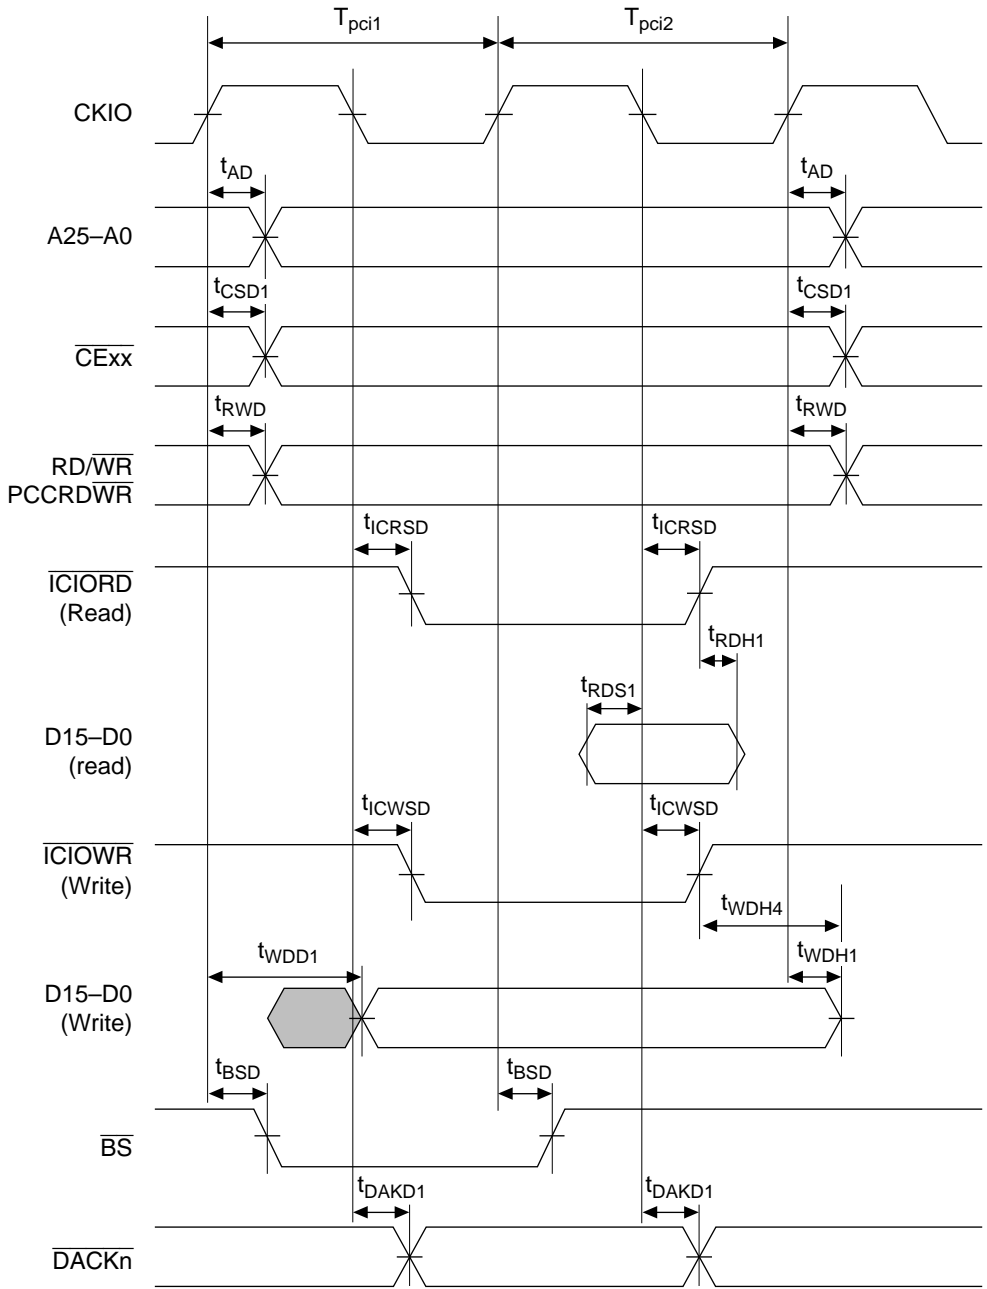 Tpci1 Tpci2
CKIO
tAD tAD
A25–A0
tCSD1 tCSD1
CExx
tRWD tRWD
RD/WR
PCCRDWR
tICRSD tICRSD
ICIORD
(Read)
tRDH1
tRDS1
D15–D0
(read)
tICWSD tICWSD
ICIOWR
(Write)
tWDH4
tWDD1 tWDH1
D15–D0
(Write)
tBSD tBSD
BS
tDAKD1 tDAKD1
DACKn